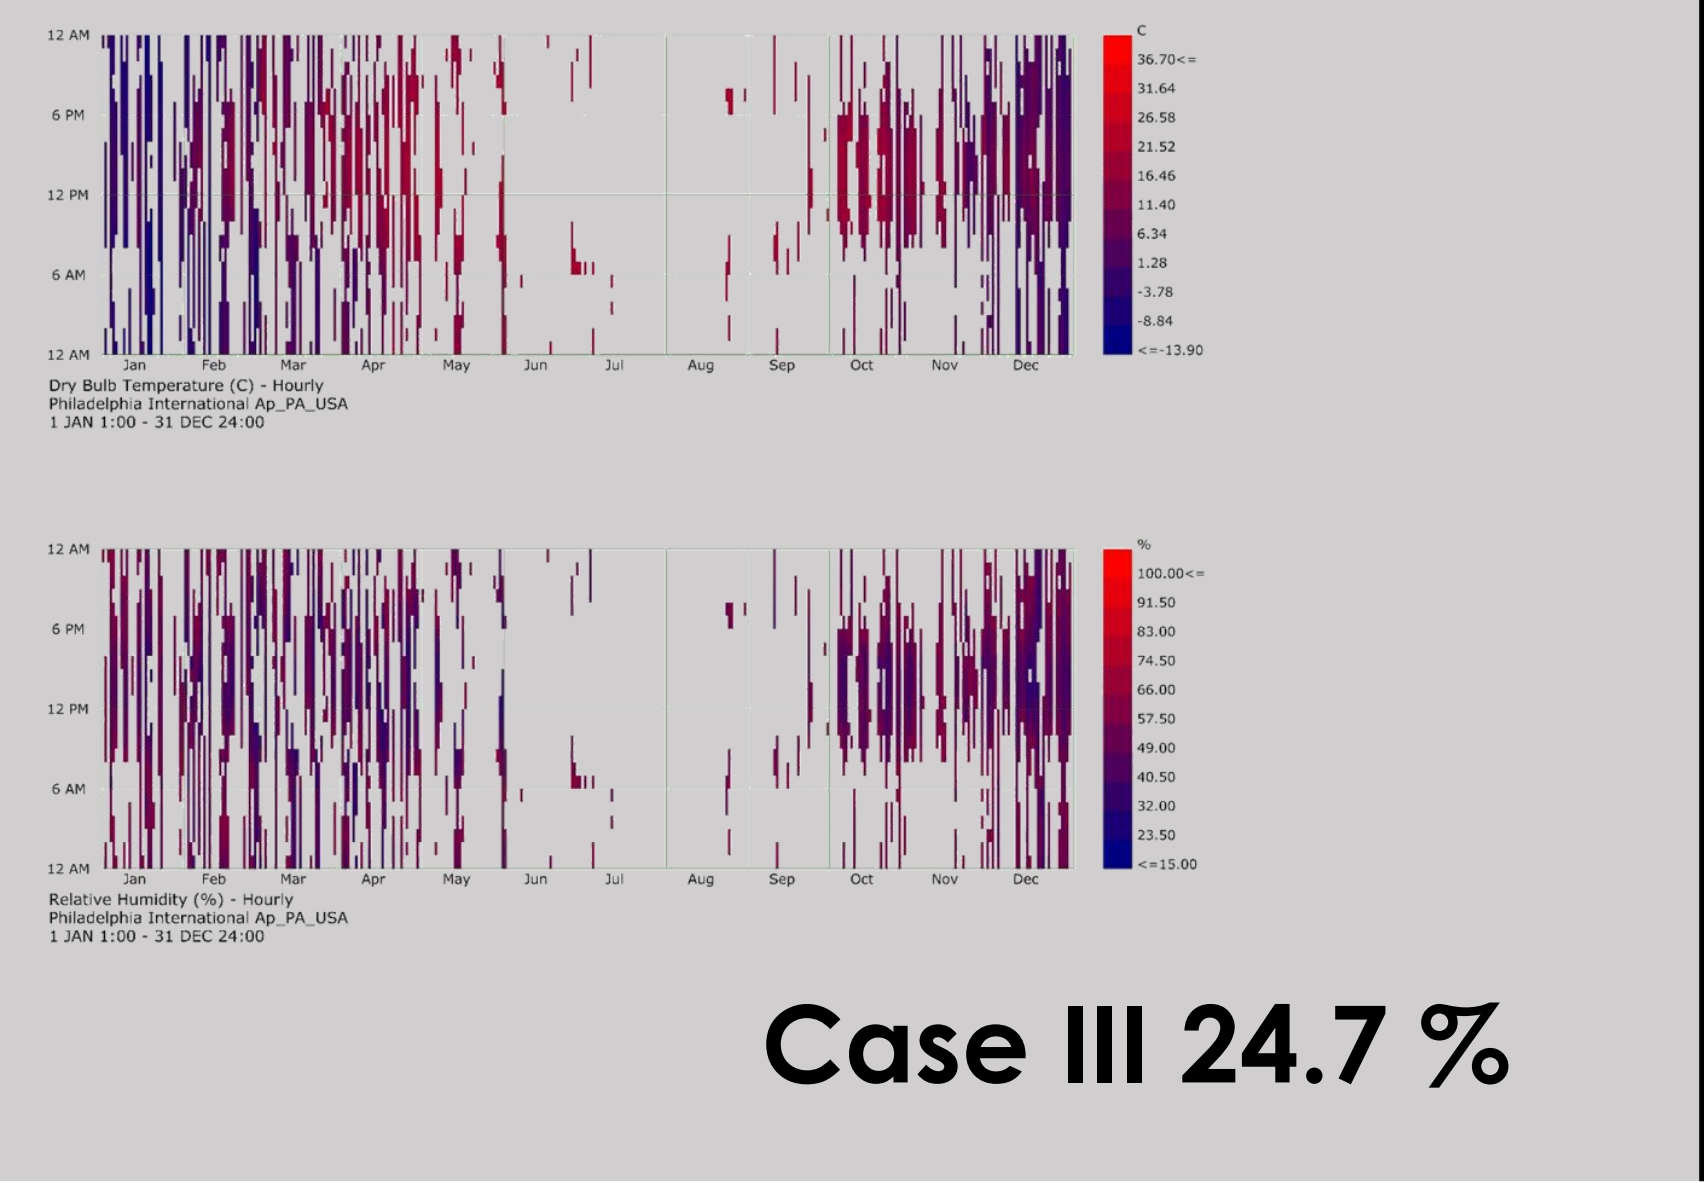 C
12 AM
36.70<=
31.64
6 PM
26.58
21.52
12 PM
16.46
11.40
6.34
6 AM
1.28
-3.78
-8.84
12 AM
<=-13.90
Jan Feb Mar Apr May Jun Jul Aug Sep Oct Nov Dec
Dry Bulb Temperature (C) - Hourly
Philadelphia International Ap_PA_USA
1 JAN 1:00 - 31 DEC 24:00
%
12 AM
100.00<=
91.50
6 PM
83.00
74.50
66.00
12 PM
57.50
49.00
40.50
6 AM
32.00
23.50
12 AM
<=15.00
Jan Feb Mar Apr May Jun Jul Aug Sep Oct Nov Dec
Relative Humidity (%) - Hourly
Philadelphia International Ap_PA_USA
1 JAN 1:00 - 31 DEC 24:00
Case III 24.7 %